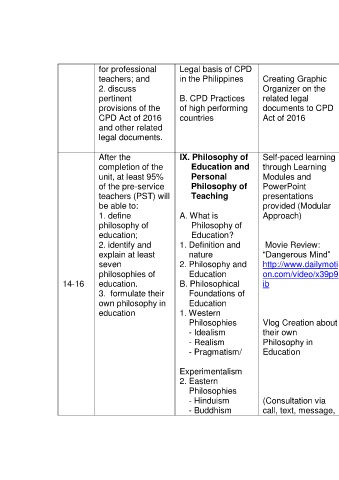 for professional
teachers; and
2. discuss
pertinent
provisions of the
CPD Act of 2016
and other related
legal documents.
Legal basis of CPD
in the Philippines
B. CPD Practices
of high performing
countries
Creating Graphic
Organizer on the
related legal
documents to CPD
Act of 2016
14-16
After the
completion of the
unit, at least 95%
of the pre-service
teachers (PST) will
be able to:
1. define
philosophy of
education;
2. identify and
explain at least
seven
philosophies of
education.
3. formulate their
own philosophy in
education
IX. Philosophy of
Education and
Personal
Philosophy of
Teaching
A. What is
Philosophy of
Education?
1. Definition and
nature
2. Philosophy and
Education
B. Philosophical
Foundations of
Education
1. Western
Philosophies
- Idealism
- Realism
- Pragmatism/
Experimentalism
2. Eastern
Philosophies
- Hinduism
- Buddhism
Self-paced learning
through Learning
Modules and
PowerPoint
presentations
provided (Modular
Approach)
Movie Review:
"Dangerous Mind"
http://www.dailymoti
on.com/video/x39p9
ib
Vlog Creation about
their own
Philosophy in
Education
(Consultation via
call, text, message,